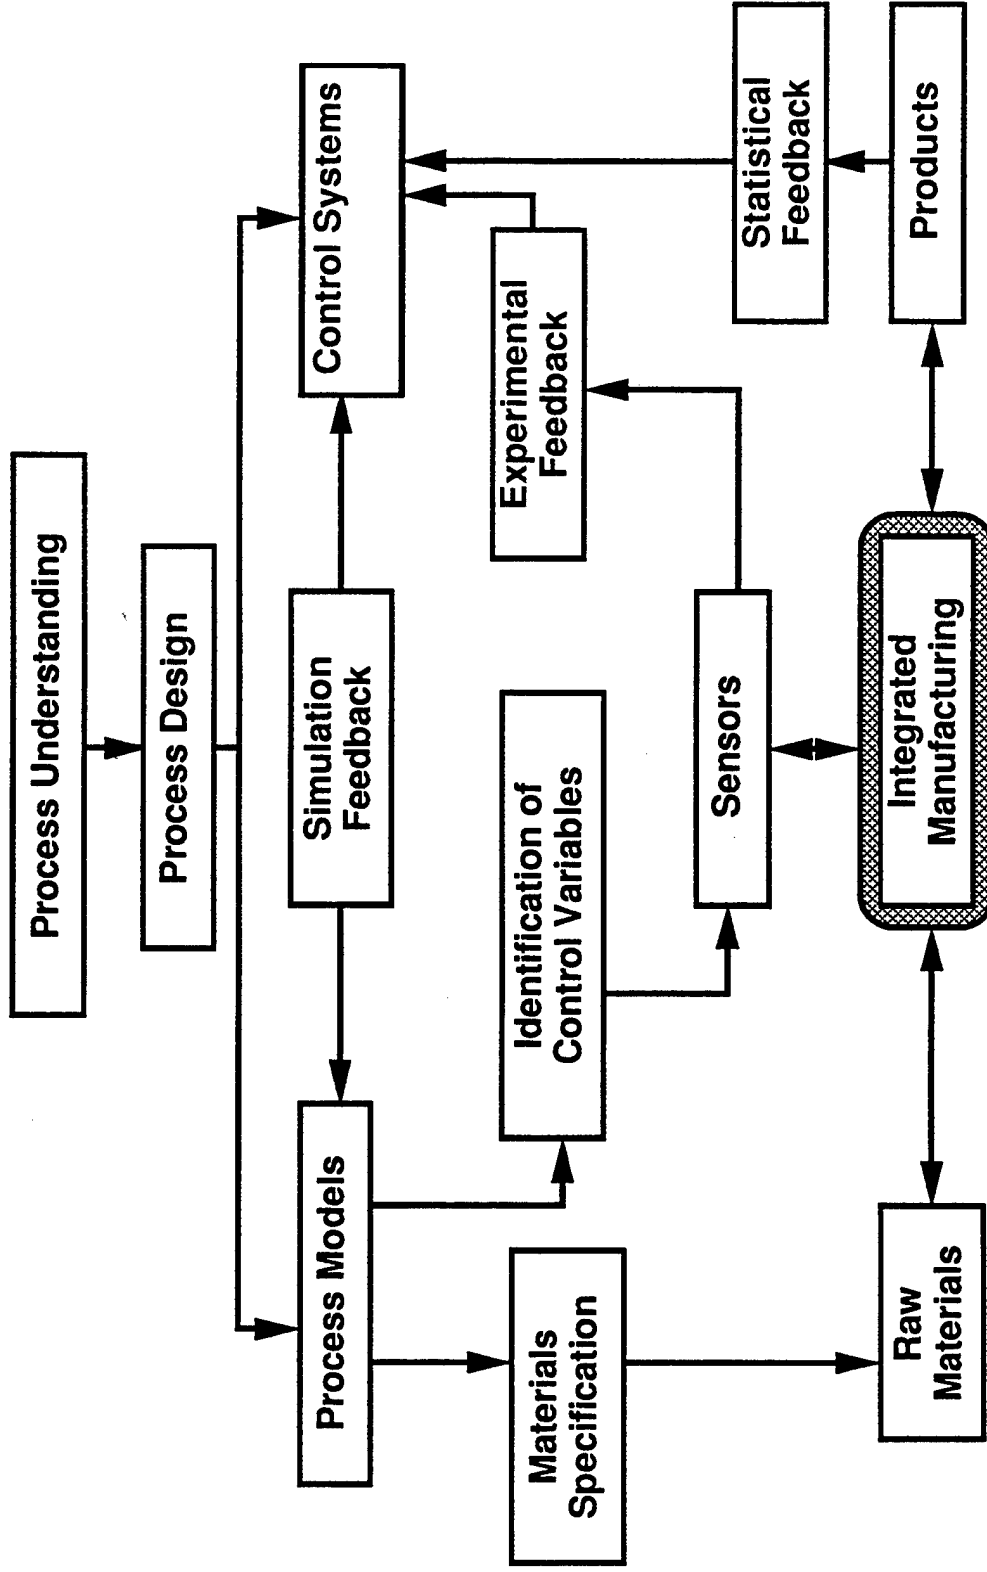 Process Understanding
Process Design
Simulation
Feedback
Process Models
Control Systems
Materials
Specification
Identification of
Control Variables
Experimental
Feedback
Sensors
Statistical
Feedback
Raw
Materials
Integrated
Manufacturing
Products